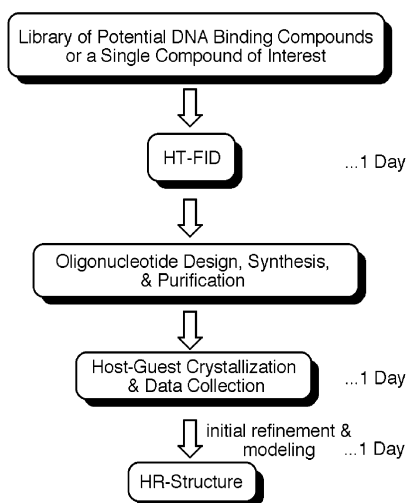 Library of Potential DNA Binding Compounds
or a Single Compound of Interest
HT-FID
...1 Day
Oligonucleotide Design, Synthesis,
& Purification
Host-Guest Crystallization
& Data Collection
...1 Day
initial refinement &
modeling
...1 Day
HR-Structure